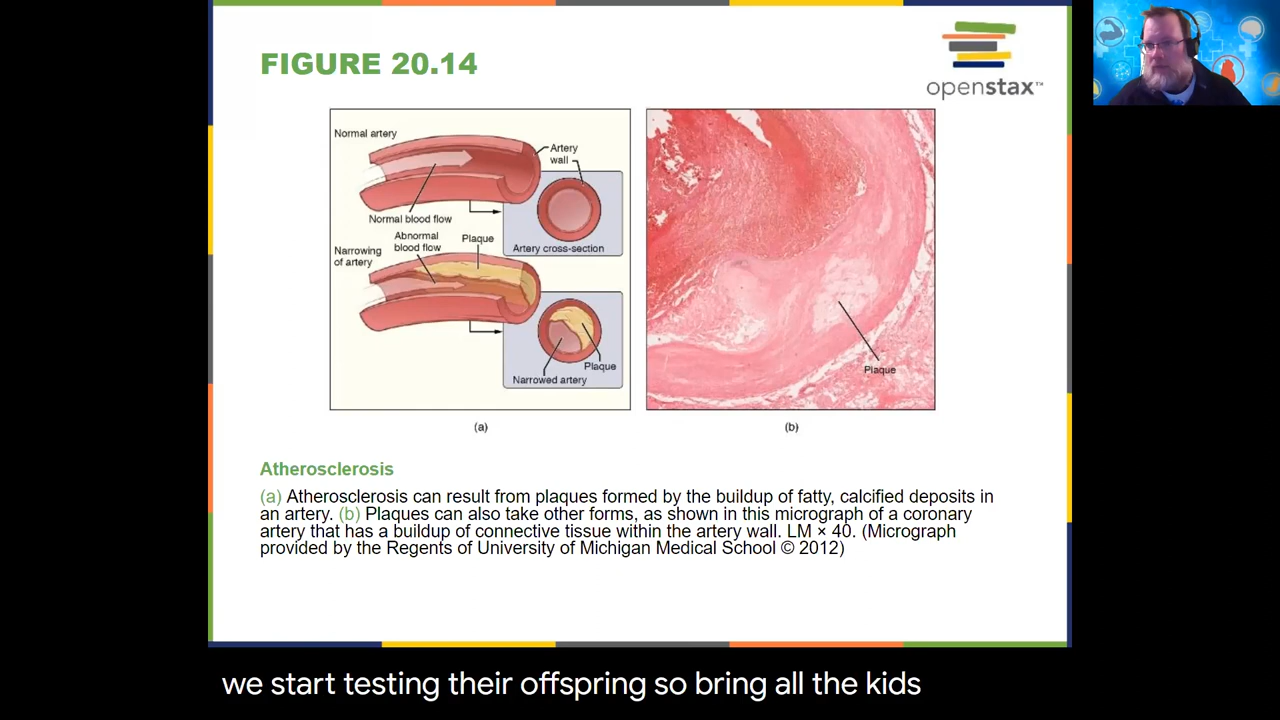 FIGURE 20.14
openstax™
Normal artery
Artery
wall
Normal blood flow
Artery cross-section
Abnormal
blood flow
Plaque
Narrowing
of artery
Plaque
Narrowed artery
(a)
Plaque
(b)
Atherosclerosis
(a) Atherosclerosis can result from plaques formed by the buildup of fatty, calcified deposits in
an artery. (b) Plaques can also take other forms, as shown in this micrograph of a coronary
artery that has a buildup of connective tissue within the artery wall. LM × 40. (Micrograph
provided by the Regents of University of Michigan Medical School © 2012)
we start testing their offspring so bring all the kids